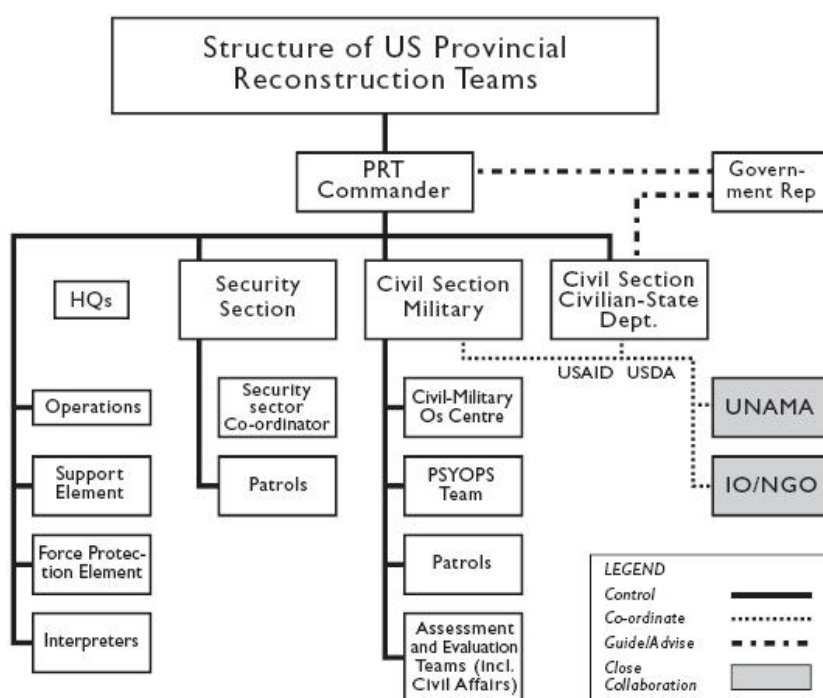 Structure of US Provincial
Reconstruction Teams
PRT
Commander
Govern-
ment Rep
HQs
Security
Section
Civil Section
Military
Civil Section
Civilian-State
Dept.
USAID USDA
Operations
Security
sector
Co-ordinator
Civil-Military
Os Centre
UNAMA
Support
Element
Patrols
PSYOPS
Team
IO/NGO
Force Protec-
tion Element
Patrols
Interpreters
Assessment
and Evaluation
Teams (incl.
Civil Affairs)
LEGEND
Control
Co-ordinate
Guide/Advise
Close
Collaboration